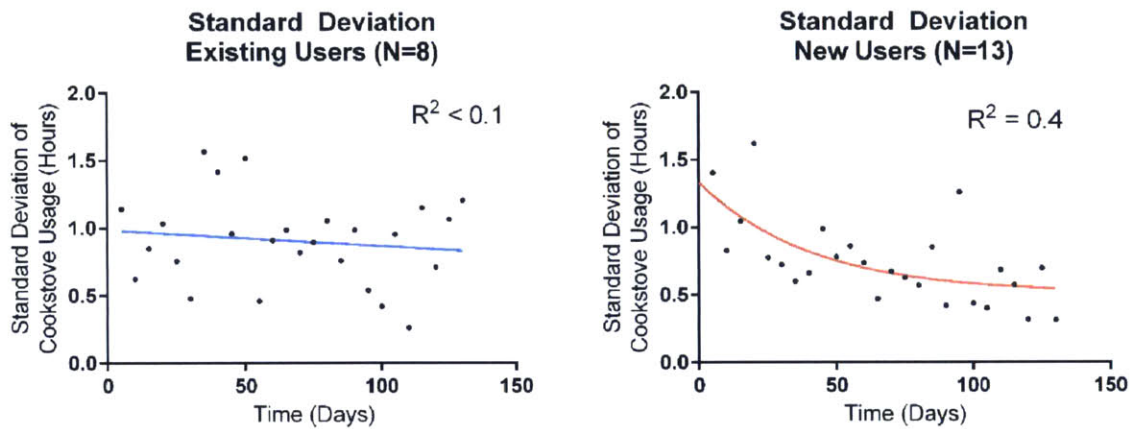 Standard Deviation
Existing Users (N=8)
R² < 0.1
Standard Deviation of
Cookstove Usage (Hours)
2.0
1.5
1.0
0.5
0.0
0
50
100
150
Time (Days)
Standard Deviation
New Users (N=13)
R² = 0.4
Standard Deviation of
Cookstove Usage (Hours)
2.0
1.5
1.0
0.5
0.0
0
50
100
150
Time (Days)